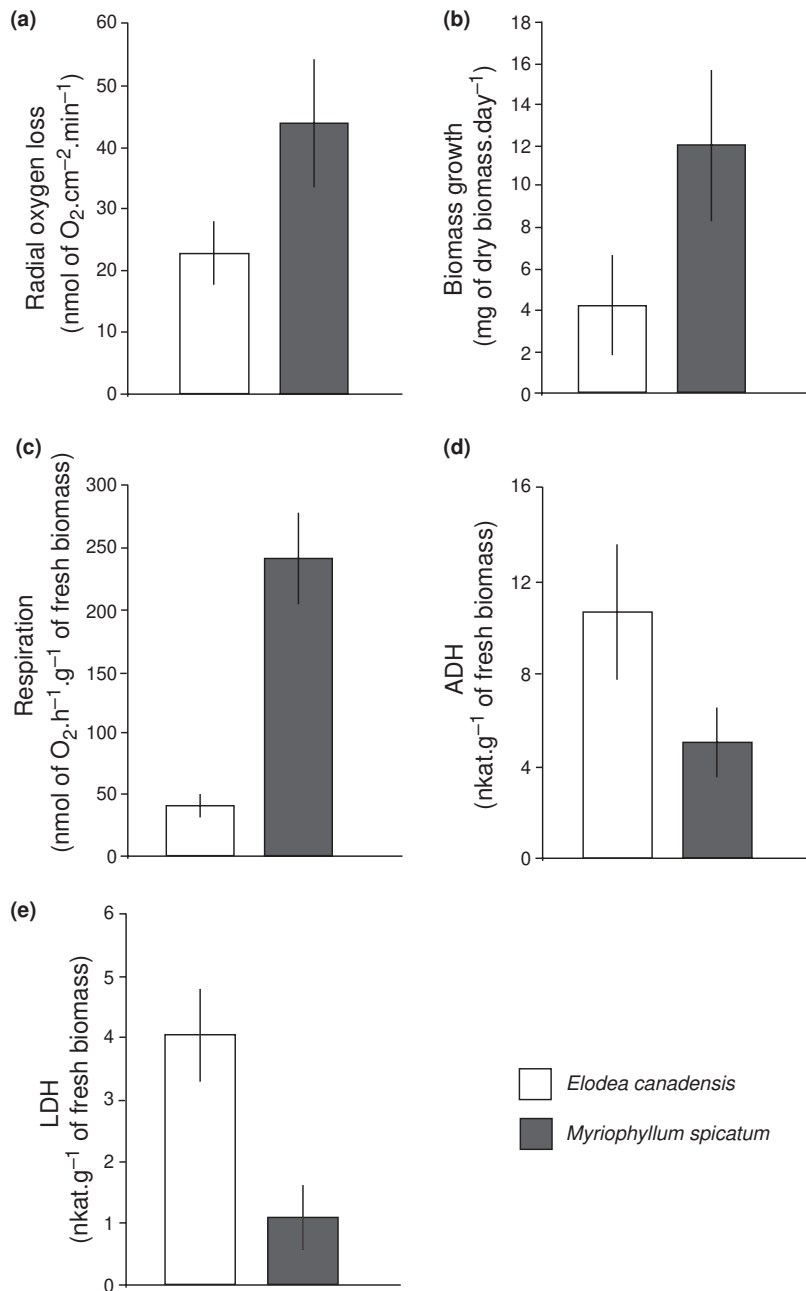 (a)
Radial oxygen loss
(nmol of O₂.cm⁻².min⁻¹)
60
50
40
30
20
10
0
(b)
Biomass growth
(mg of dry biomass.day⁻¹)
18
16
14
12
10
8
6
4
2
0
(c)
Respiration
(nmol of O₂.h⁻¹.g⁻¹ of fresh biomass)
300
250
200
150
100
50
0
(d)
ADH
(nkat.g⁻¹ of fresh biomass)
16
12
8
4
0
(e)
LDH
(nkat.g⁻¹ of fresh biomass)
6
5
4
3
2
1
0
Elodea canadensis
Myriophyllum spicatum